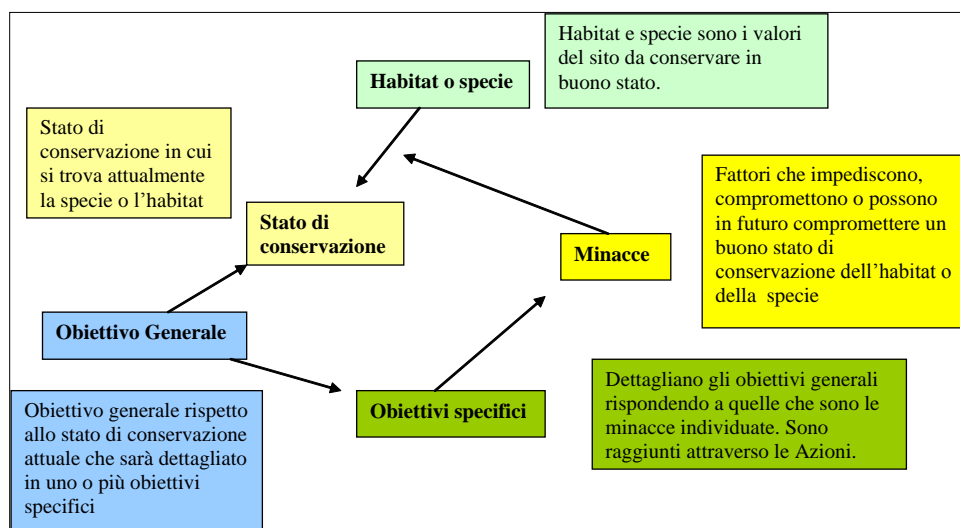 Habitat e specie sono i valori
del sito da conservare in
buono stato.
Habitat o specie
Stato di
conservazione in cui
si trova attualmente
la specie o l’habitat
Stato di
conservazione
Minacce
Fattori che impediscono,
compromettono o possono
in futuro compromettere un
buono stato di
conservazione dell’habitat o
della specie
Obiettivo Generale
Obiettivi specifici
Dettagliano gli obiettivi generali
rispondendo a quelle che sono le
minacce individuate. Sono
raggiunti attraverso le Azioni.
Obiettivo generale rispetto
allo stato di conservazione
attuale che sarà dettagliato
in uno o più obiettivi
specifici